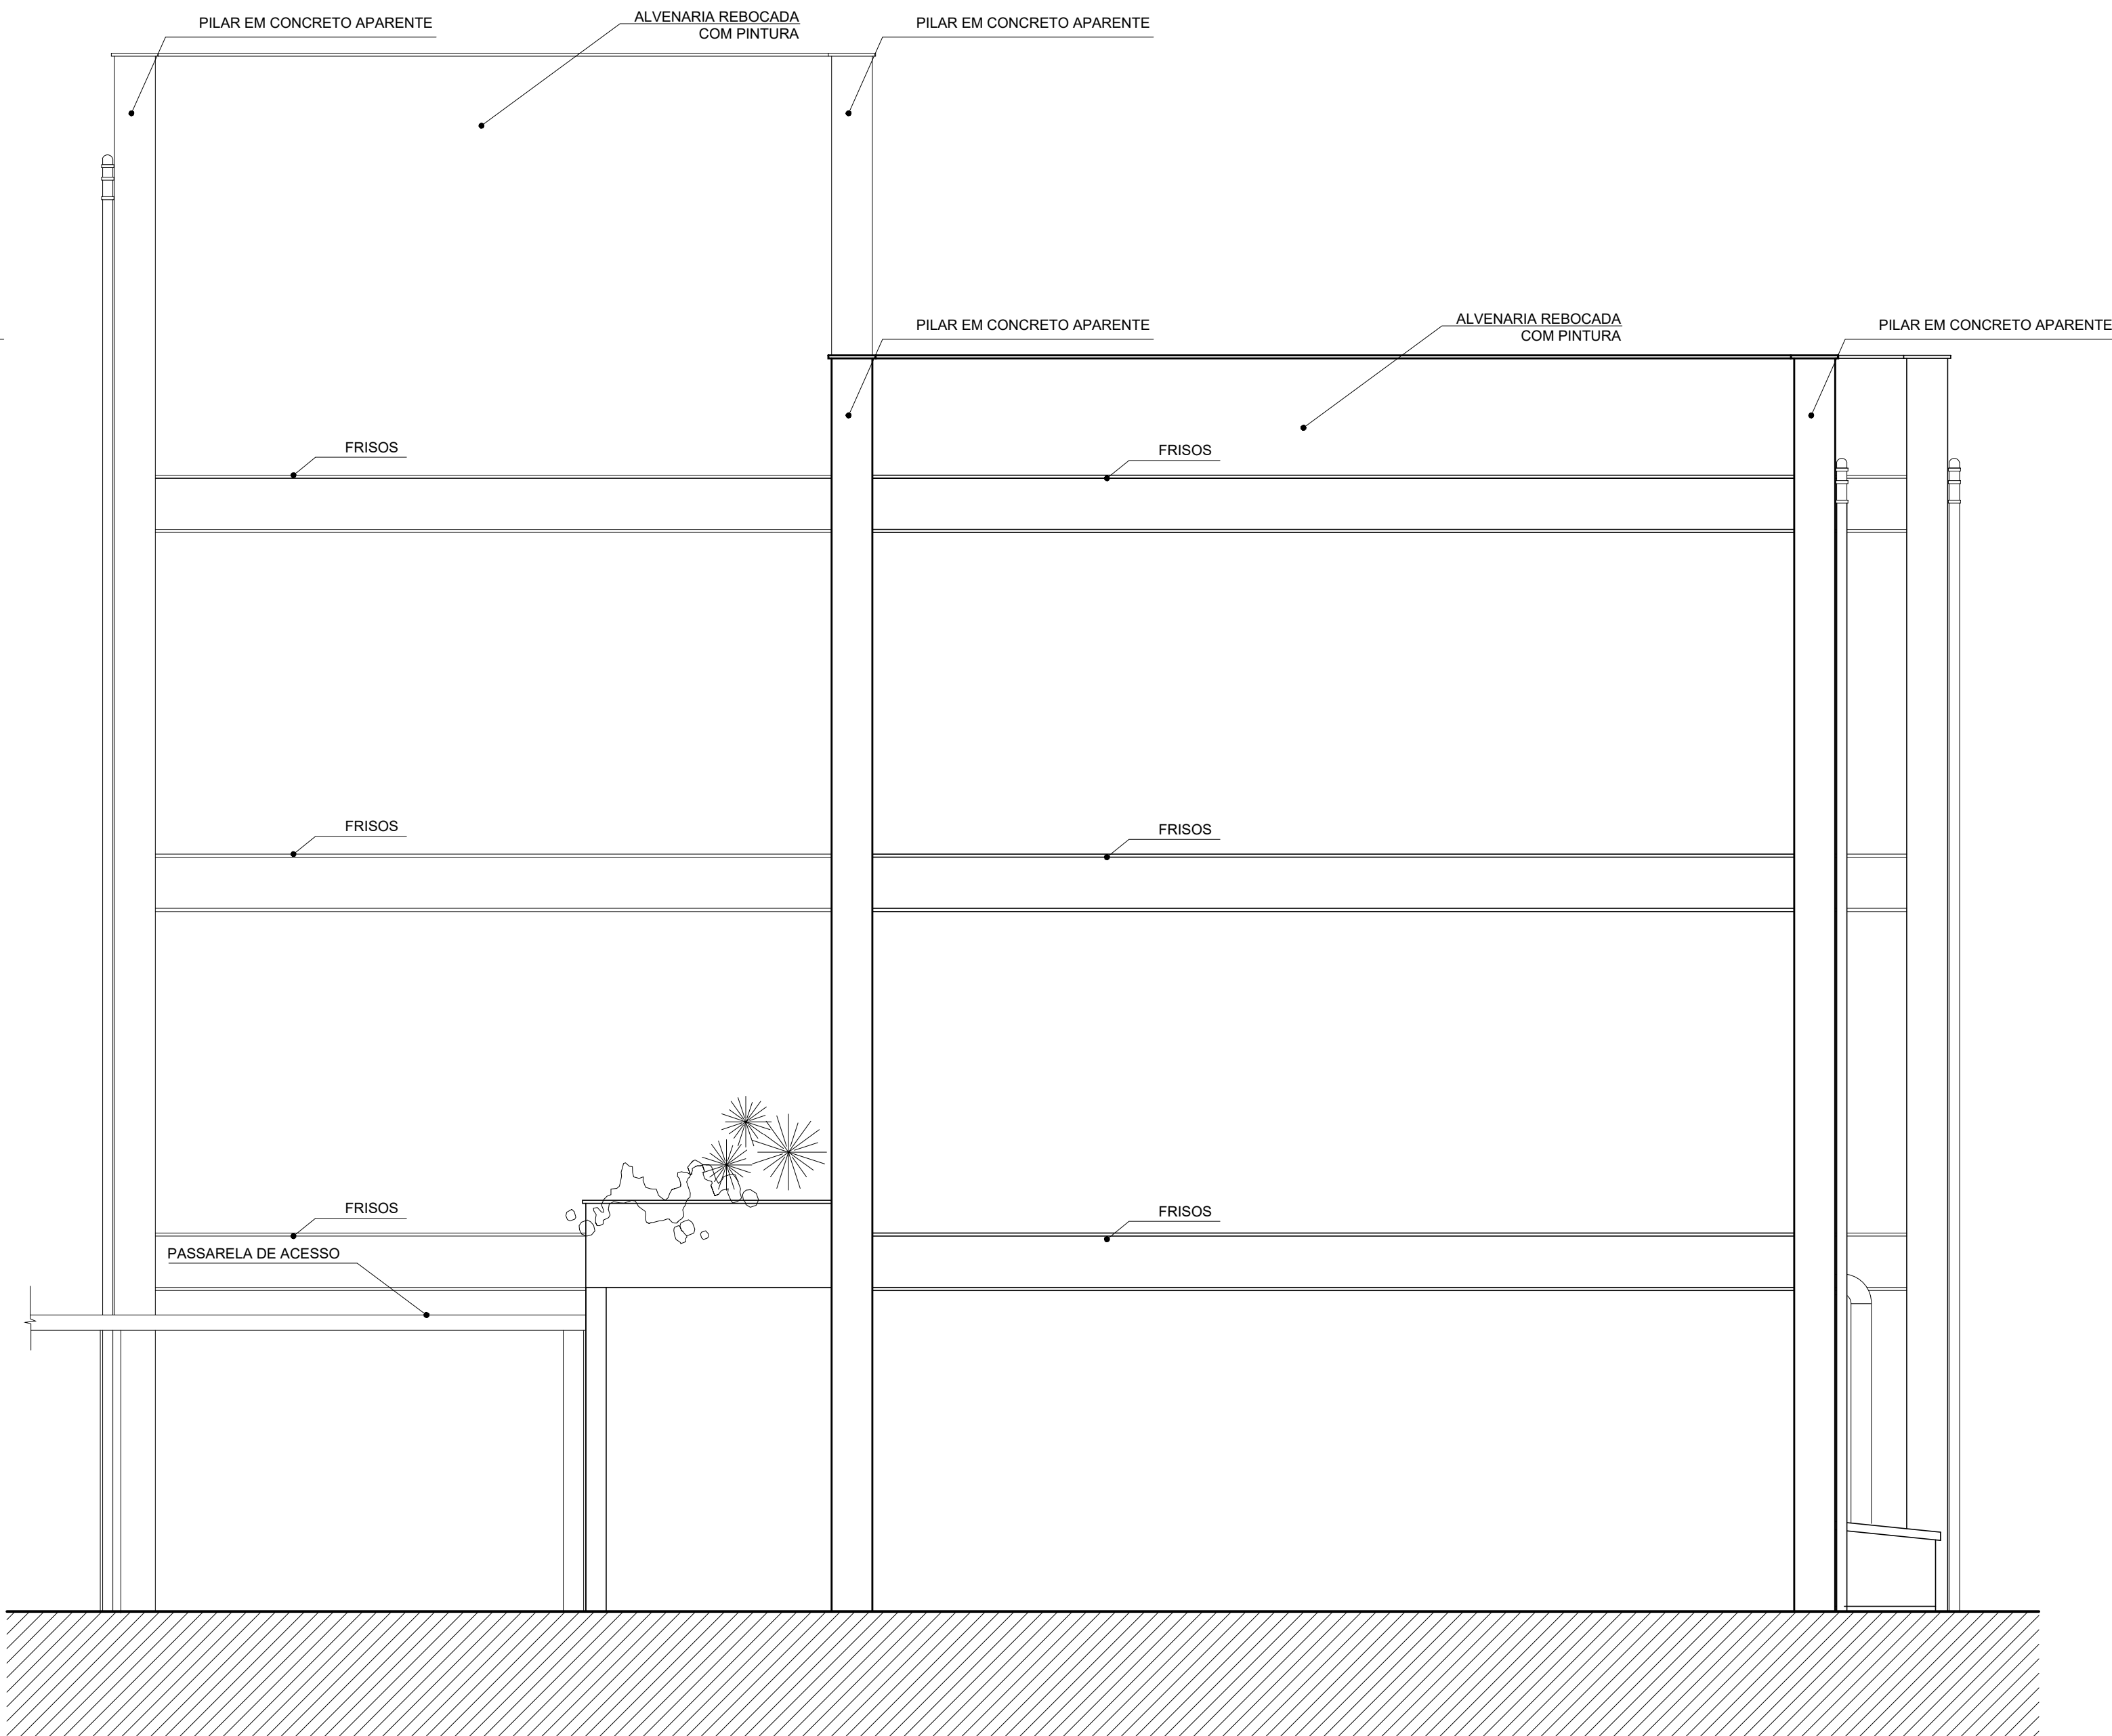 PILAR EM CONCRETO APARENTE
ALVENARIA REBOCADA
COM PINTURA
PILAR EM CONCRETO APARENTE
PILAR EM CONCRETO APARENTE
ALVENARIA REBOCADA
COM PINTURA
PILAR EM CONCRETO APARENTE
FRISOS
FRISOS
FRISOS
FRISOS
FRISOS
FRISOS
PASSARELA DE ACESSO